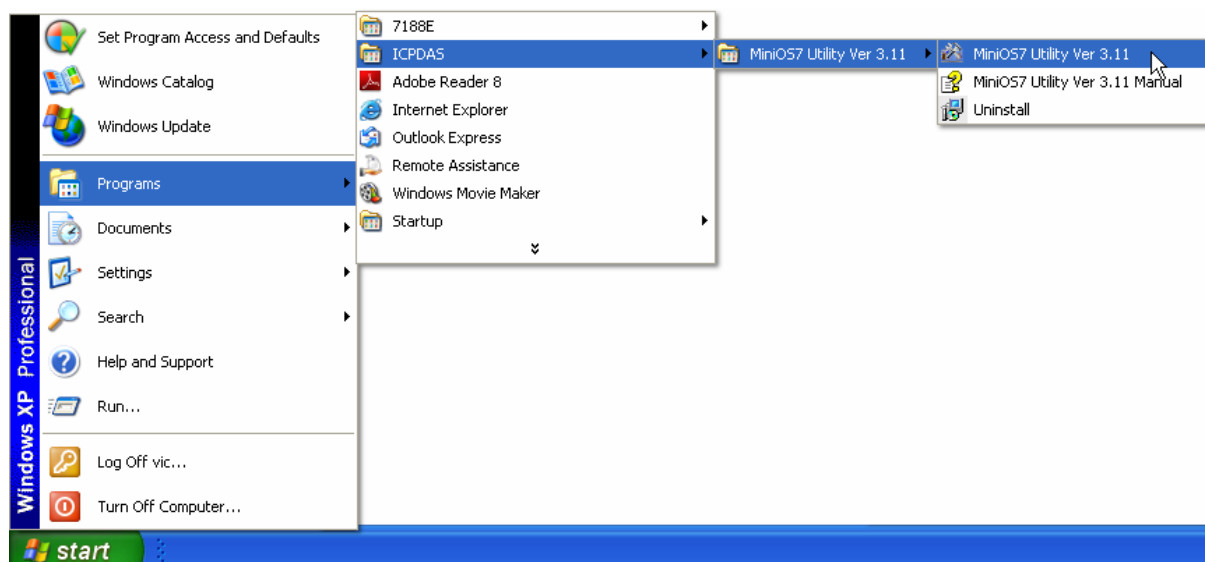 Set Program Access and Defaults
Windows Catalog
Windows Update
Programs
Documents
Settings
Search
Help and Support
Run...
Log Off vic...
Turn Off Computer...
Windows XP Professional
start
7188E
ICPDAS
Adobe Reader 8
Internet Explorer
Outlook Express
Remote Assistance
Windows Movie Maker
Startup
MiniOS7 Utility Ver 3.11
MiniOS7 Utility Ver 3.11
MiniOS7 Utility Ver 3.11 Manual
Uninstall